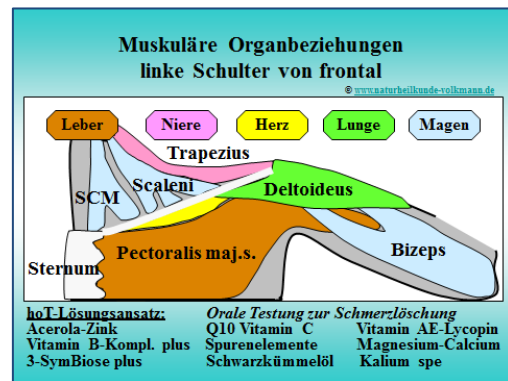 Muskuläre Organbeziehungen
linke Schulter von frontal
© www.naturheilkunde-volkmann.de
Leber Niere Herz Lunge Magen
Trapezius
Scaleni
SCM
Deltoideus
Pectoralis maj.s.
Bizeps
Sternum
hoT-Lösungsansatz: Orale Testung zur Schmerzlöschung
Acerola-Zink Q10 Vitamin C Vitamin AE-Lycopin
Vitamin B-Kompl. plus Spurenelemente Magnesium-Calcium
3-SymBiose plus Schwarzkümmelöl Kalium spe